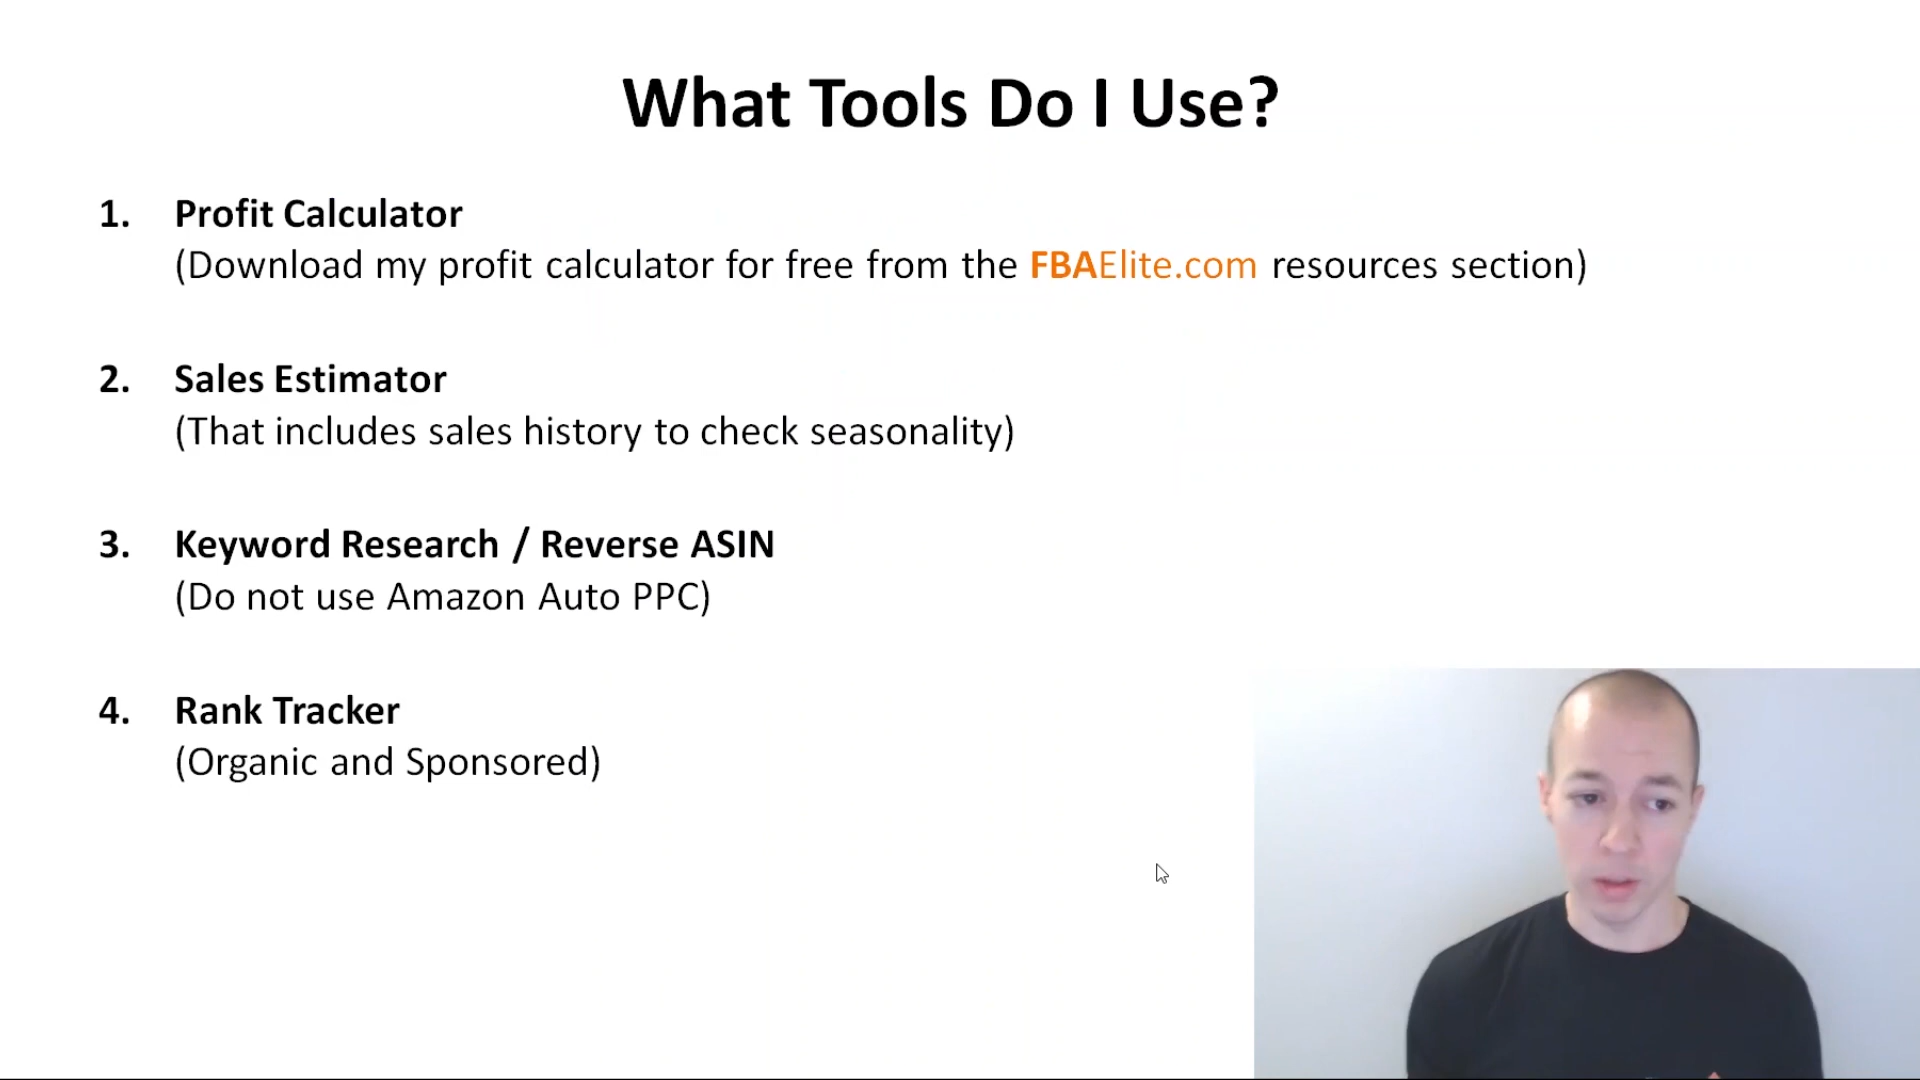 What Tools Do I Use?
1. Profit Calculator
(Download my profit calculator for free from the FBAElite.com resources section)
2. Sales Estimator
(That includes sales history to check seasonality)
3. Keyword Research / Reverse ASIN
(Do not use Amazon Auto PPC)
4. Rank Tracker
(Organic and Sponsored)